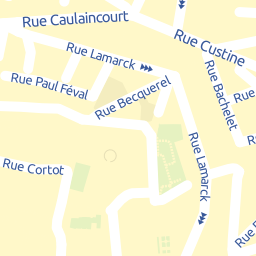 Rue Caulaincourt
Rue Custine
Rue Lamarck
Rue Paul Féval
Rue Becquerel
Rue Bachelet
Rue Lamarck
Rue Cortot